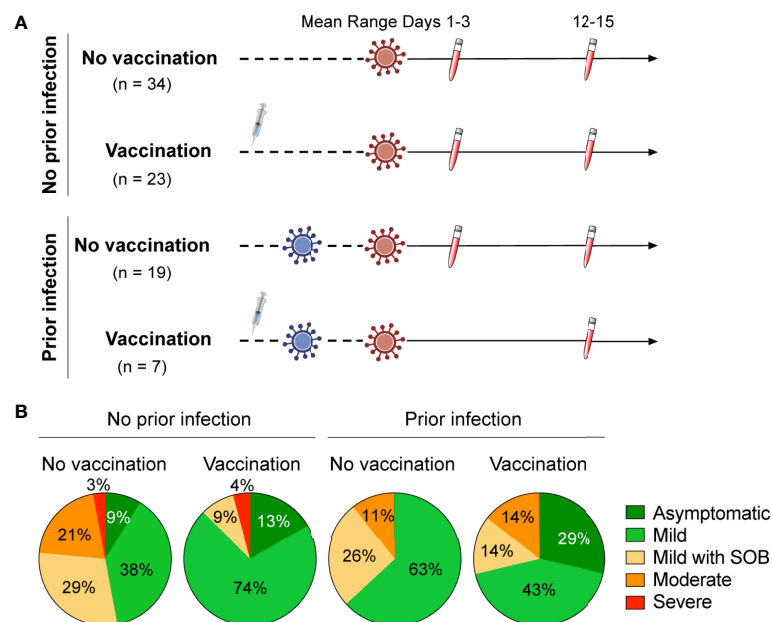 A
Mean Range Days 1-3 12-15
No prior infection
No vaccination
(n = 34)
Vaccination
(n = 23)
Prior infection
No vaccination
(n = 19)
Vaccination
(n = 7)
B
No prior infection
Prior infection
No vaccination
Vaccination
No vaccination
Vaccination
3%
9%
38%
29%
21%
4%
13%
74%
9%
11%
63%
26%
14%
29%
43%
14%
Asymptomatic
Mild
Mild with SOB
Moderate
Severe